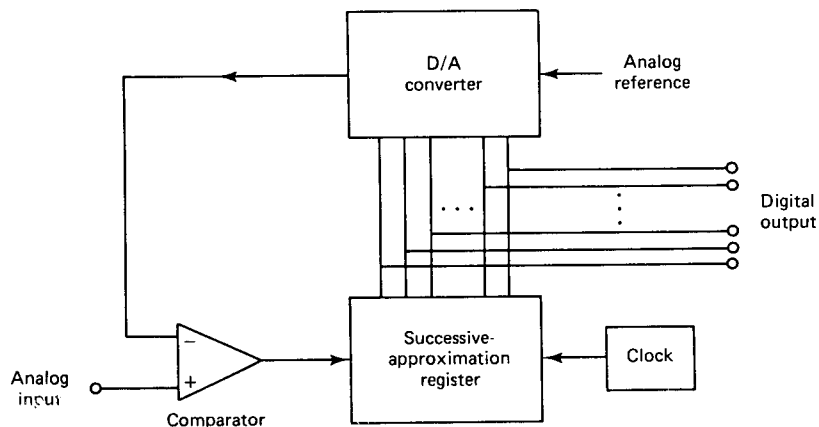 D/A
converter
Analog
reference
Digital
output
−
+
Comparator
Analog
input
Successive-
approximation
register
Clock